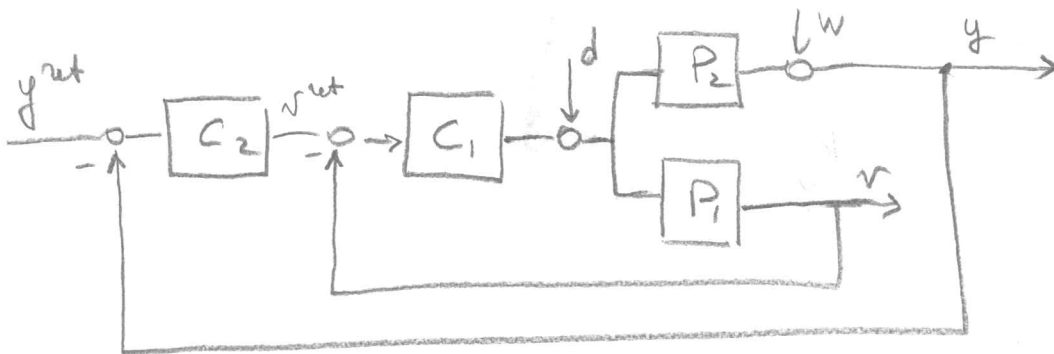 y^ref
-
C₂
v^ref
-
C₁
d
P₂
w
y
P₁
v